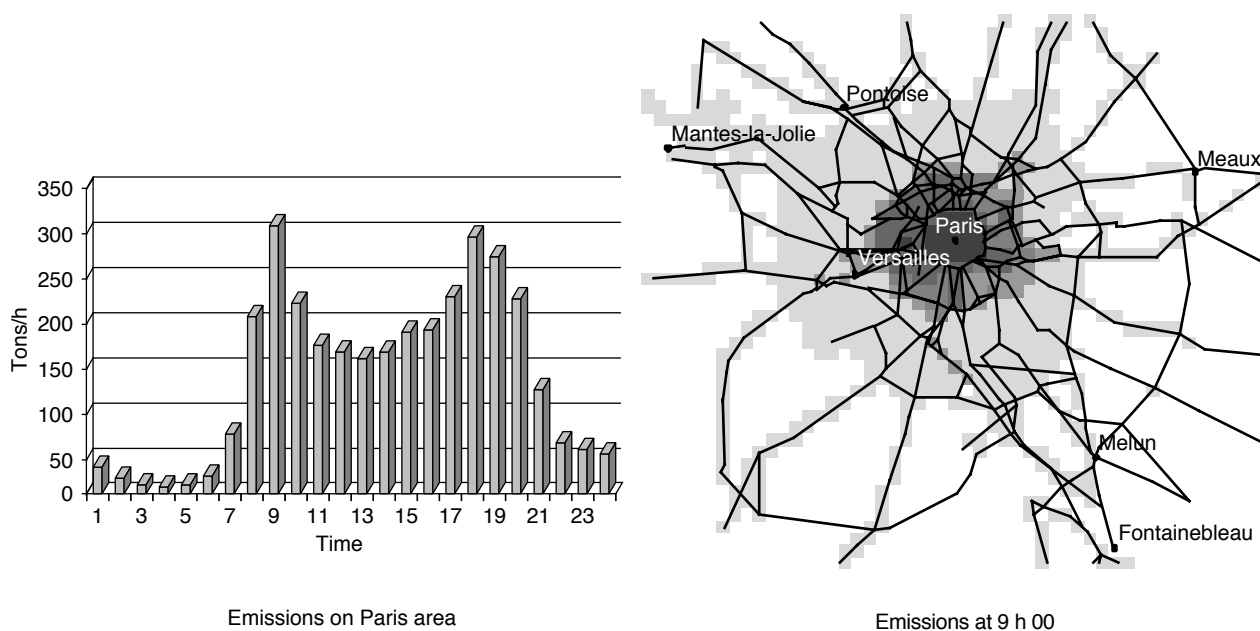 350
300
250
200
150
100
50
0
Tons/h
1 3 5 7 9 11 13 15 17 19 21 23
Time
Emissions on Paris area
Pontoise
Mantes-la-Jolie
Meaux
Paris
Versailles
Melun
Fontainebleau
Emissions at 9 h 00